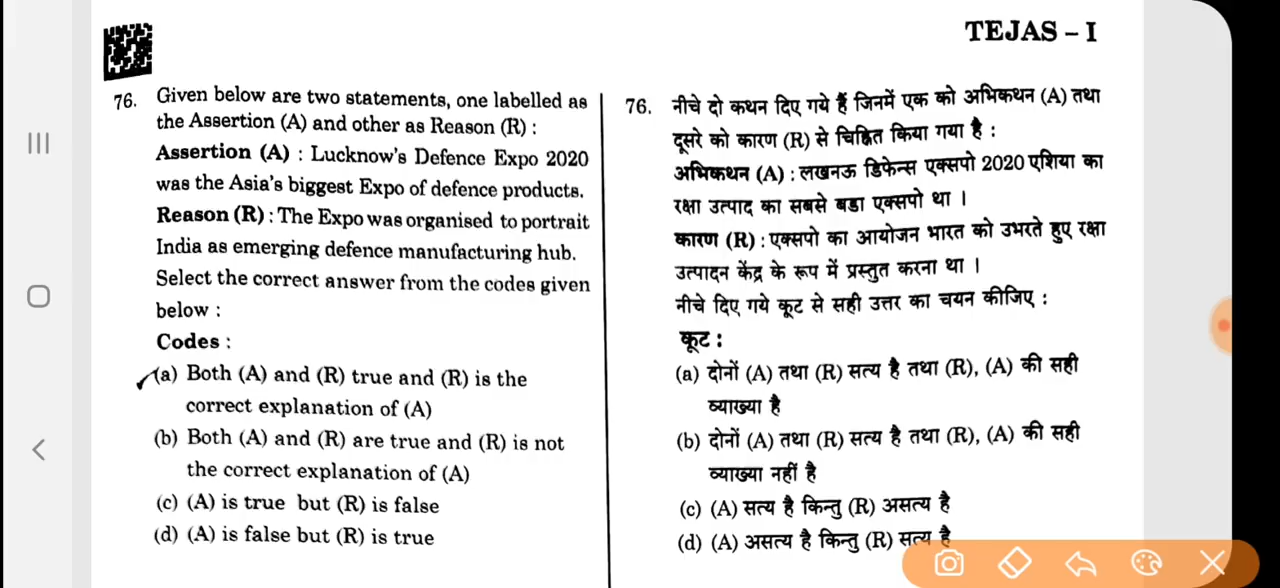 TEJAS – I
76. Given below are two statements, one labelled as
the Assertion (A) and other as Reason (R) :
Assertion (A) : Lucknow's Defence Expo 2020
was the Asia's biggest Expo of defence products.
Reason (R) : The Expo was organised to portrait
India as emerging defence manufacturing hub.
Select the correct answer from the codes given
below :
Codes :
(a) Both (A) and (R) true and (R) is the
correct explanation of (A)
(b) Both (A) and (R) are true and (R) is not
the correct explanation of (A)
(c) (A) is true but (R) is false
(d) (A) is false but (R) is true
76. नीचे दो कथन दिए गये हैं जिनमें एक को अभिकथन (A) तथा
दूसरे को कारण (R) से चिह्नित किया गया है :
अभिकथन (A) : लखनऊ डिफेन्स एक्सपो 2020 एशिया का
रक्षा उत्पाद का सबसे बडा एक्सपो था ।
कारण (R) : एक्सपो का आयोजन भारत को उभरते हुए रक्षा
उत्पादन केंद्र के रूप में प्रस्तुत करना था ।
नीचे दिए गये कूट से सही उत्तर का चयन कीजिए :
कूट :
(a) दोनों (A) तथा (R) सत्य है तथा (R), (A) की सही
व्याख्या है
(b) दोनों (A) तथा (R) सत्य है तथा (R), (A) की सही
व्याख्या नहीं है
(c) (A) सत्य है किन्तु (R) असत्य है
(d) (A) असत्य है किन्तु (R) सत्य है